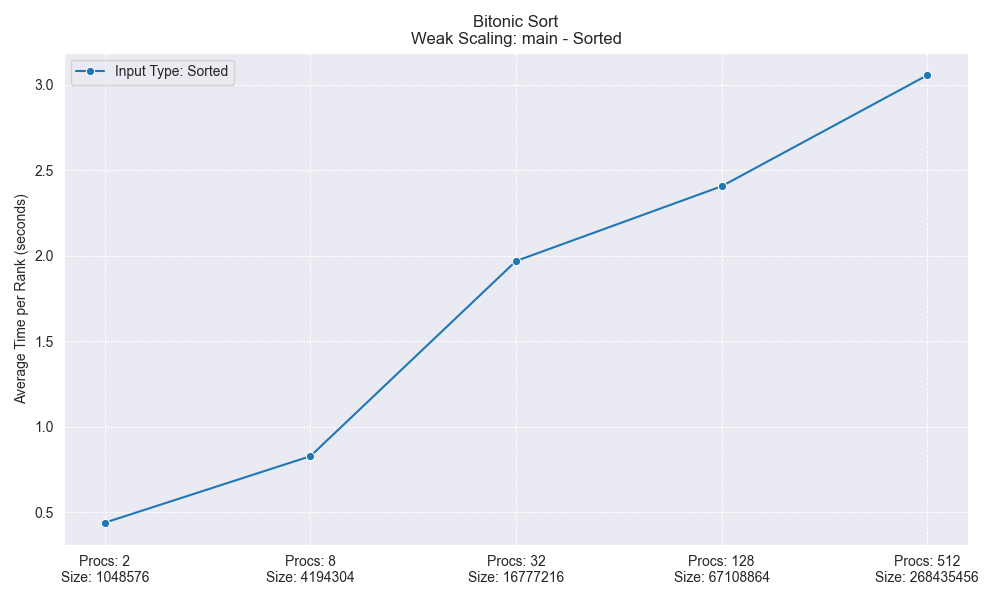 Bitonic Sort
Weak Scaling: main - Sorted
Input Type: Sorted
Average Time per Rank (seconds)
3.0
2.5
2.0
1.5
1.0
0.5
Procs: 2
Size: 1048576
Procs: 8
Size: 4194304
Procs: 32
Size: 16777216
Procs: 128
Size: 67108864
Procs: 512
Size: 268435456